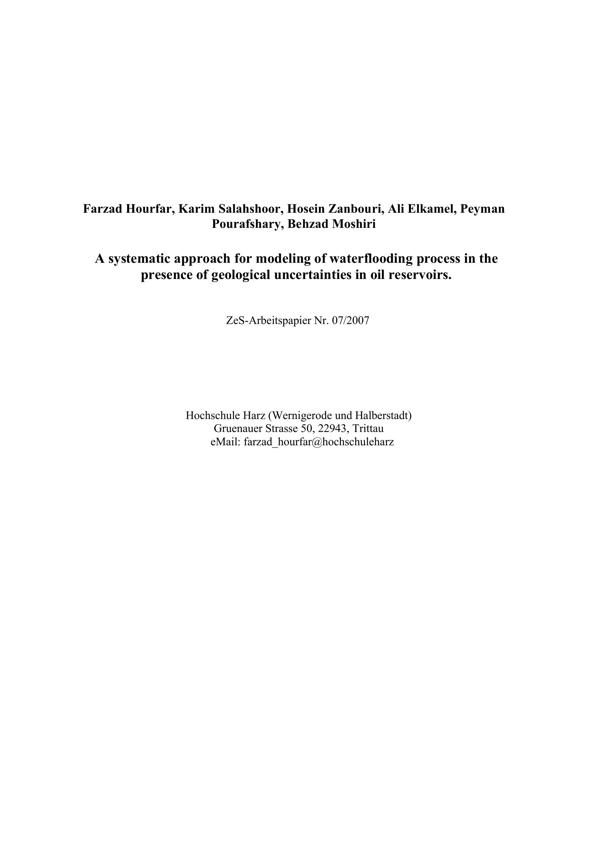 Farzad Hourfar, Karim Salahshoor, Hosein Zanbouri, Ali Elkamel, Peyman
Pourafshary, Behzad Moshiri
A systematic approach for modeling of waterflooding process in the
presence of geological uncertainties in oil reservoirs.
ZeS-Arbeitspapier Nr. 07/2007
Hochschule Harz (Wernigerode und Halberstadt)
Gruenauer Strasse 50, 22943, Trittau
eMail: farzad_hourfar@hochschuleharz